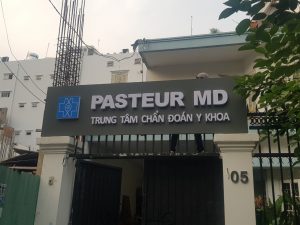 PASTEUR MD
TRUNG TÂM CHẨN ĐOÁN Y KHOA
05